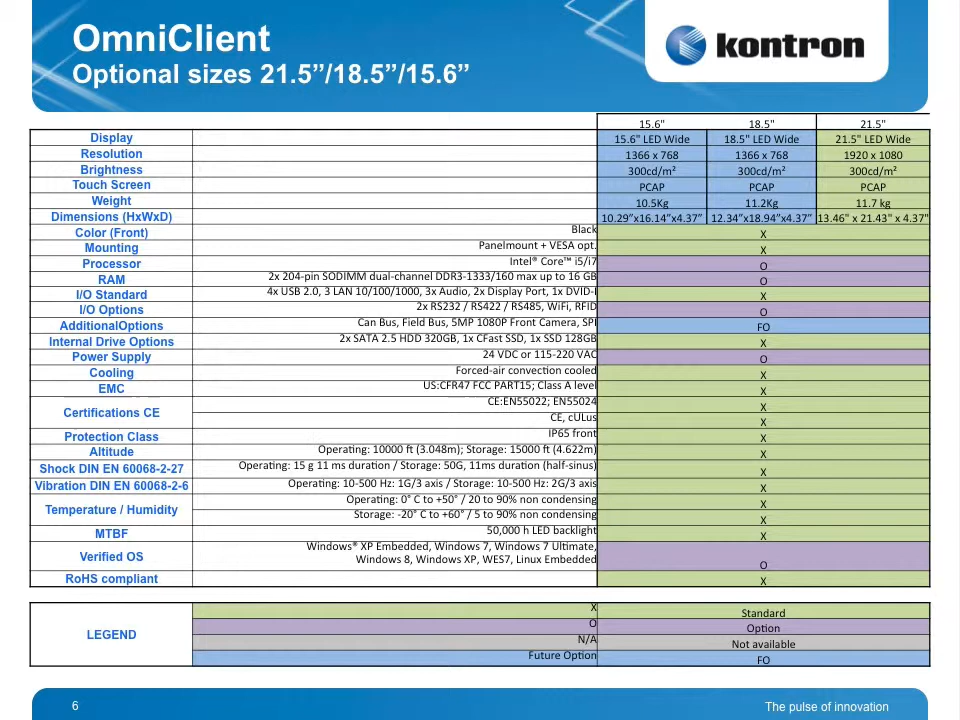 OmniClient
Optional sizes 21.5”/18.5”/15.6”
kontron
15.6" 18.5" 21.5"
Display 15.6" LED Wide 18.5" LED Wide 21.5" LED Wide
Resolution 1366 x 768 1366 x 768 1920 x 1080
Brightness 300cd/m² 300cd/m² 300cd/m²
Touch Screen PCAP PCAP PCAP
Weight 10.5Kg 11.2Kg 11.7 kg
Dimensions (HxWxD) 10.29”x16.14”x4.37” 12.34”x18.94”x4.37” 13.46" x 21.43" x 4.37"
Color (Front) Black X
Mounting Panelmount + VESA opt. X
Processor Intel® Core™ i5/i7 O
RAM 2x 204-pin SODIMM dual-channel DDR3-1333/160 max up to 16 GB O
I/O Standard 4x USB 2.0, 3 LAN 10/100/1000, 3x Audio, 2x Display Port, 1x DVID-I X
I/O Options 2x RS232 / RS422 / RS485, WiFi, RFID O
AdditionalOptions Can Bus, Field Bus, 5MP 1080P Front Camera, SPI FO
Internal Drive Options 2x SATA 2.5 HDD 320GB, 1x CFast SSD, 1x SSD 128GB X
Power Supply 24 VDC or 115-220 VAC O
Cooling Forced-air convection cooled X
EMC US:CFR47 FCC PART15; Class A level X
Certifications CE CE:EN55022; EN55024 X
CE, cULus X
Protection Class IP65 front X
Altitude Operating: 10000 ft (3.048m); Storage: 15000 ft (4.622m) X
Shock DIN EN 60068-2-27 Operating: 15 g 11 ms duration / Storage: 50G, 11ms duration (half-sinus) X
Vibration DIN EN 60068-2-6 Operating: 10-500 Hz: 1G/3 axis / Storage: 10-500 Hz: 2G/3 axis X
Temperature / Humidity Operating: 0° C to +50° / 20 to 90% non condensing X
Storage: -20° C to +60° / 5 to 90% non condensing X
MTBF 50,000 h LED backlight X
Verified OS Windows® XP Embedded, Windows 7, Windows 7 Ultimate,
Windows 8, Windows XP, WES7, Linux Embedded O
RoHS compliant X
LEGEND X Standard
O Option
N/A Not available
Future Option FO
6 The pulse of innovation